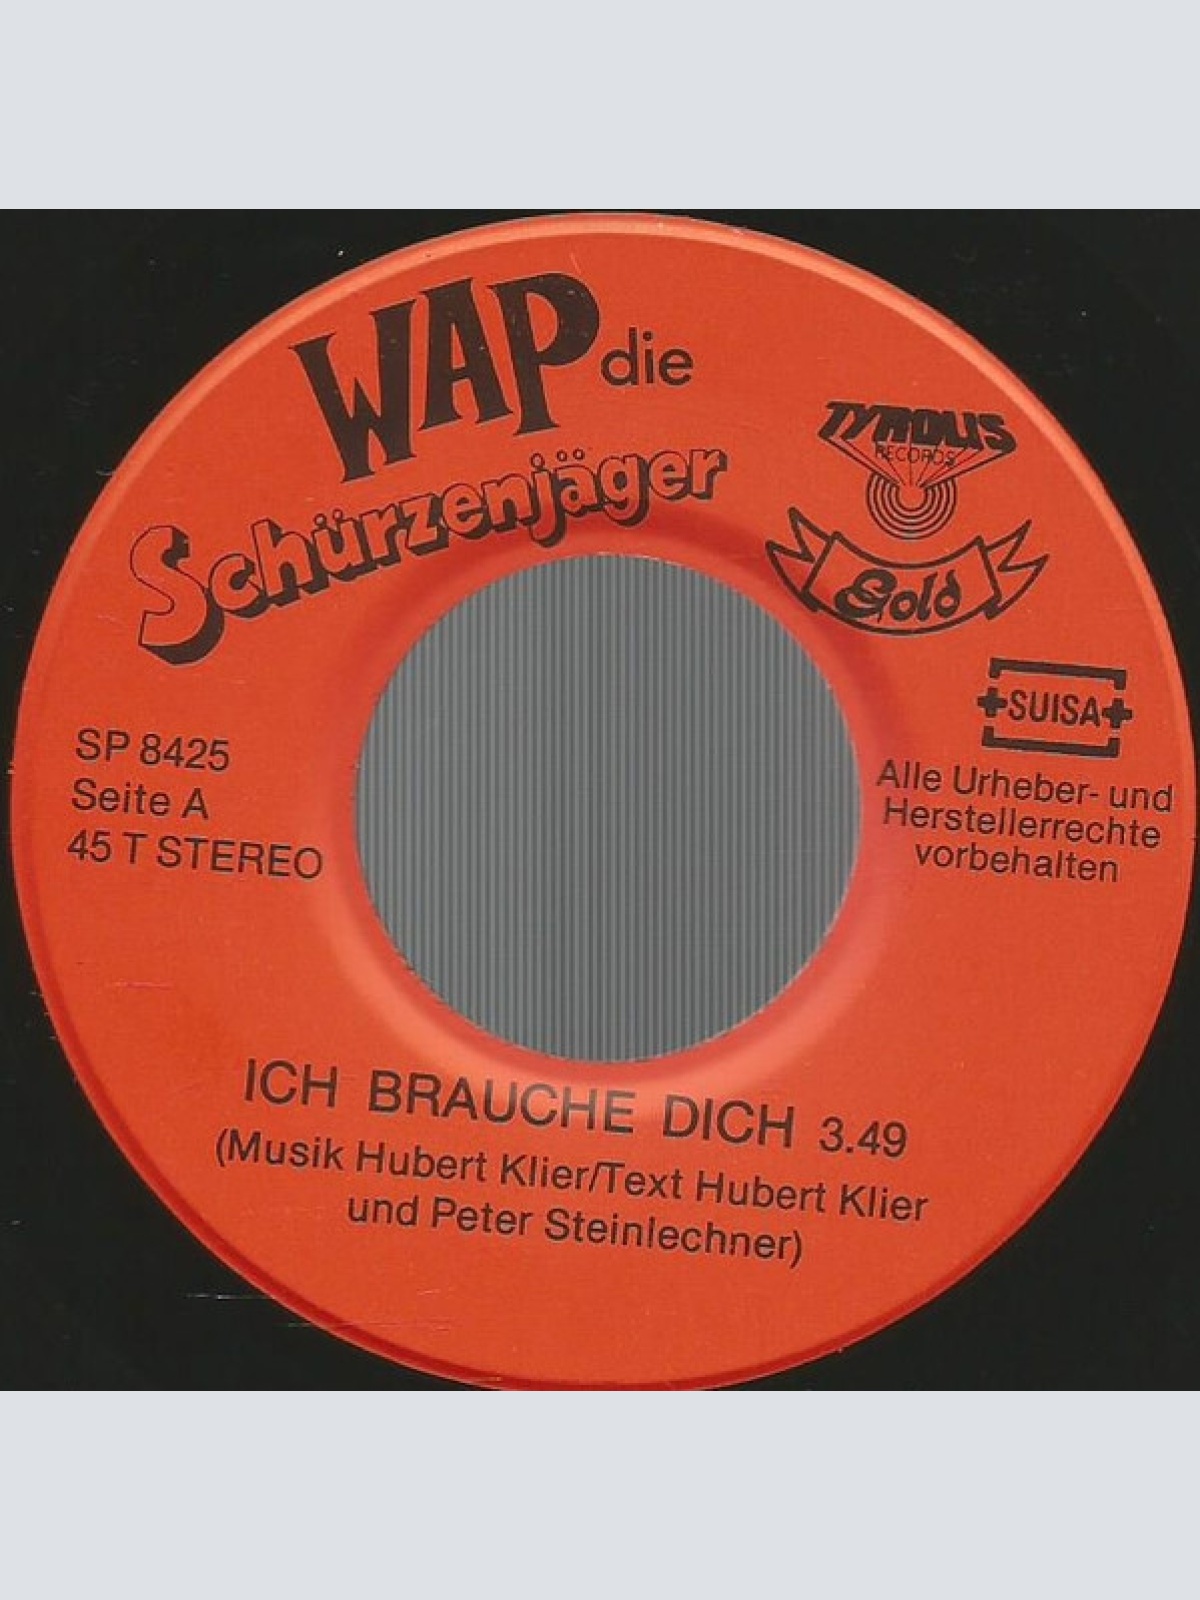 WAP die
Schürzenjäger
TYROLIS
RECORDS
Gold
SUISA
SP 8425
Seite A
45 T STEREO
Alle Urheber- und
Herstellerrechte
vorbehalten
ICH BRAUCHE DICH 3.49
(Musik Hubert Klier/Text Hubert Klier
und Peter Steinlechner)